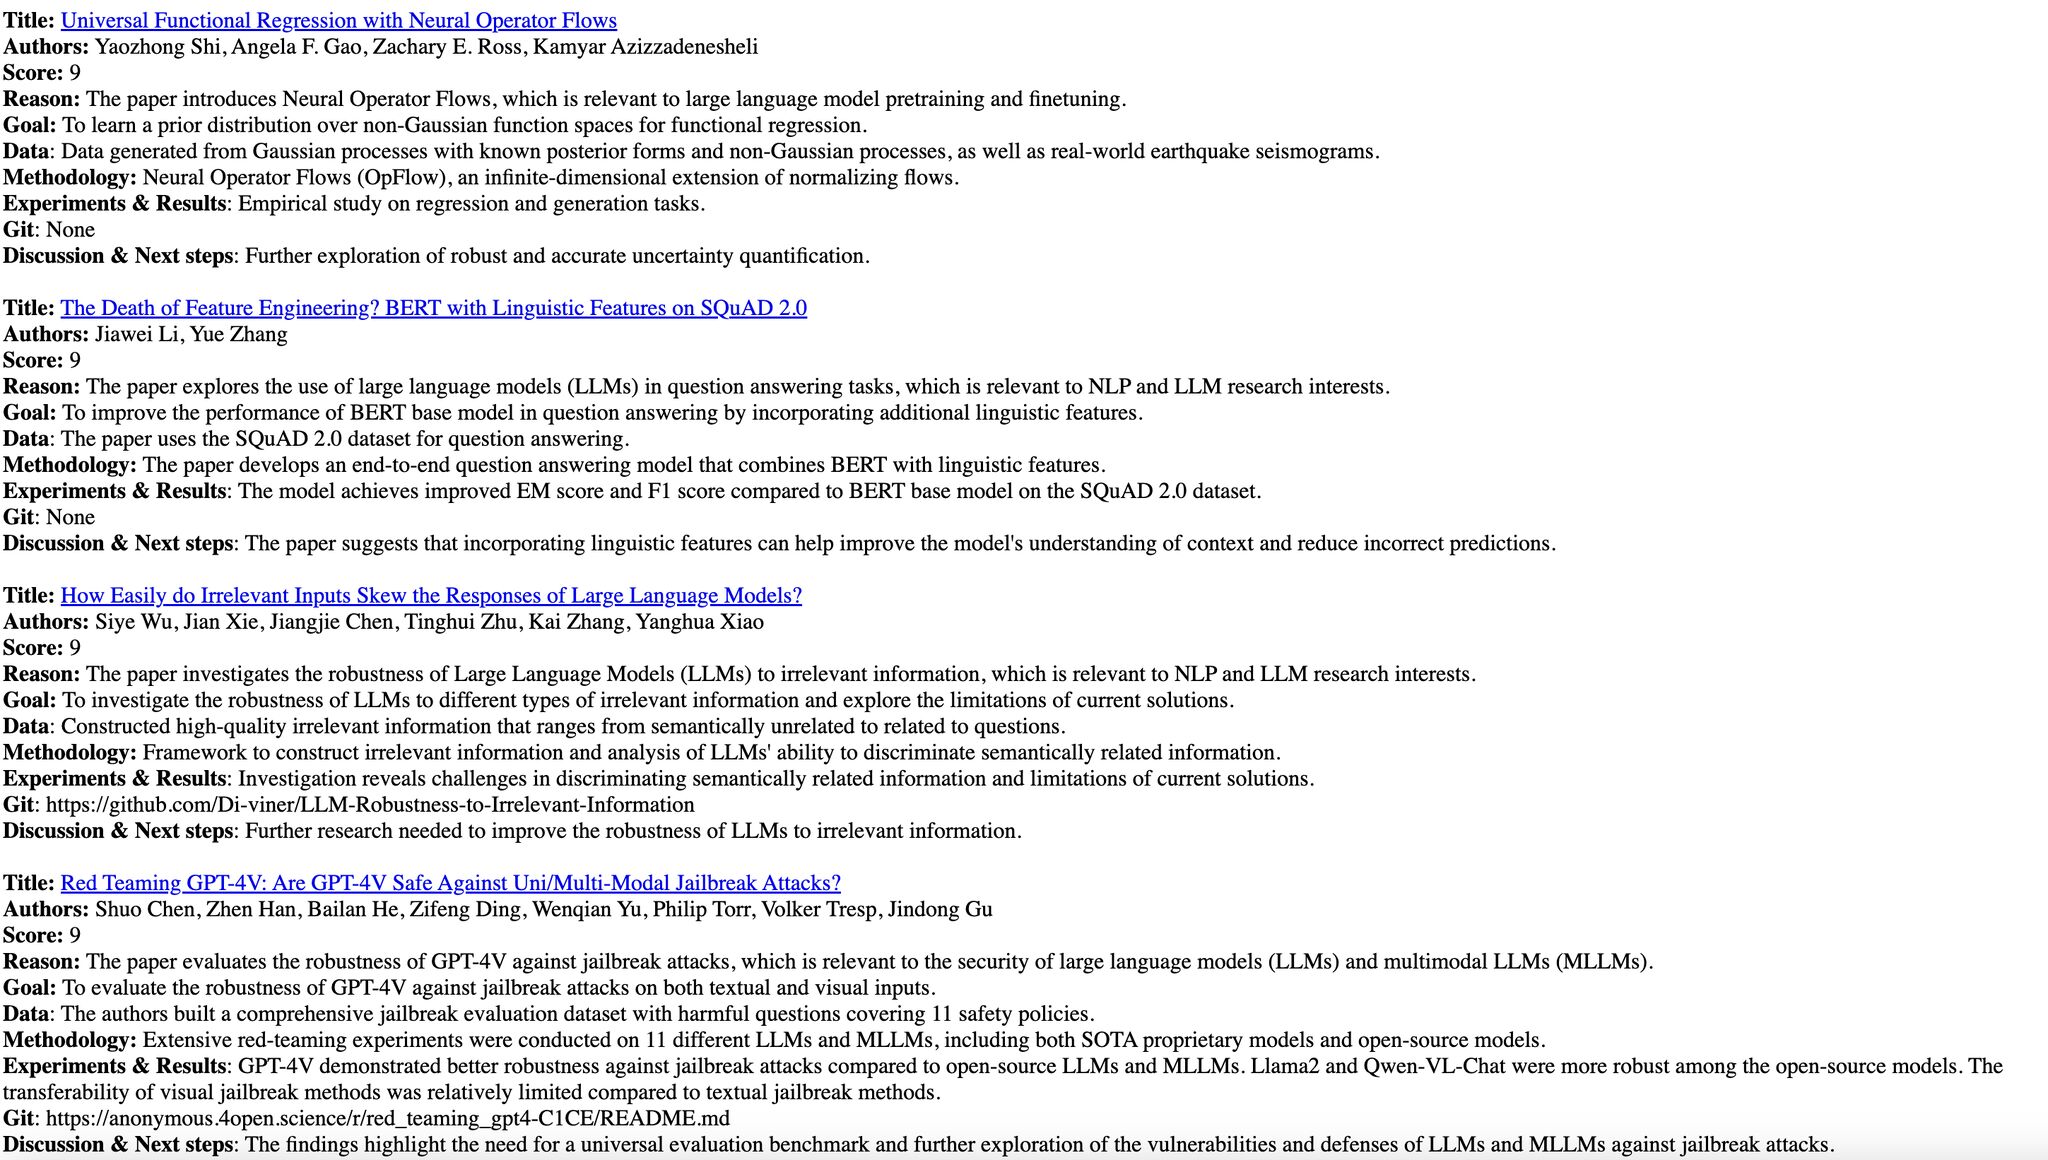 Title: Universal Functional Regression with Neural Operator Flows
Authors: Yaozhong Shi, Angela F. Gao, Zachary E. Ross, Kamyar Azizzadenesheli
Score: 9
Reason: The paper introduces Neural Operator Flows, which is relevant to large language model pretraining and finetuning.
Goal: To learn a prior distribution over non-Gaussian function spaces for functional regression.
Data: Data generated from Gaussian processes with known posterior forms and non-Gaussian processes, as well as real-world earthquake seismograms.
Methodology: Neural Operator Flows (OpFlow), an infinite-dimensional extension of normalizing flows.
Experiments & Results: Empirical study on regression and generation tasks.
Git: None
Discussion & Next steps: Further exploration of robust and accurate uncertainty quantification.
Title: The Death of Feature Engineering? BERT with Linguistic Features on SQuAD 2.0
Authors: Jiawei Li, Yue Zhang
Score: 9
Reason: The paper explores the use of large language models (LLMs) in question answering tasks, which is relevant to NLP and LLM research interests.
Goal: To improve the performance of BERT base model in question answering by incorporating additional linguistic features.
Data: The paper uses the SQuAD 2.0 dataset for question answering.
Methodology: The paper develops an end-to-end question answering model that combines BERT with linguistic features.
Experiments & Results: The model achieves improved EM score and F1 score compared to BERT base model on the SQuAD 2.0 dataset.
Git: None
Discussion & Next steps: The paper suggests that incorporating linguistic features can help improve the model's understanding of context and reduce incorrect predictions.
Title: How Easily do Irrelevant Inputs Skew the Responses of Large Language Models?
Authors: Siye Wu, Jian Xie, Jiangjie Chen, Tinghui Zhu, Kai Zhang, Yanghua Xiao
Score: 9
Reason: The paper investigates the robustness of Large Language Models (LLMs) to irrelevant information, which is relevant to NLP and LLM research interests.
Goal: To investigate the robustness of LLMs to different types of irrelevant information and explore the limitations of current solutions.
Data: Constructed high-quality irrelevant information that ranges from semantically unrelated to related to questions.
Methodology: Framework to construct irrelevant information and analysis of LLMs' ability to discriminate semantically related information.
Experiments & Results: Investigation reveals challenges in discriminating semantically related information and limitations of current solutions.
Git: https://github.com/Di-viner/LLM-Robustness-to-Irrelevant-Information
Discussion & Next steps: Further research needed to improve the robustness of LLMs to irrelevant information.
Title: Red Teaming GPT-4V: Are GPT-4V Safe Against Uni/Multi-Modal Jailbreak Attacks?
Authors: Shuo Chen, Zhen Han, Bailan He, Zifeng Ding, Wenqian Yu, Philip Torr, Volker Tresp, Jindong Gu
Score: 9
Reason: The paper evaluates the robustness of GPT-4V against jailbreak attacks, which is relevant to the security of large language models (LLMs) and multimodal LLMs (MLLMs).
Goal: To evaluate the robustness of GPT-4V against jailbreak attacks on both textual and visual inputs.
Data: The authors built a comprehensive jailbreak evaluation dataset with harmful questions covering 11 safety policies.
Methodology: Extensive red-teaming experiments were conducted on 11 different LLMs and MLLMs, including both SOTA proprietary models and open-source models.
Experiments & Results: GPT-4V demonstrated better robustness against jailbreak attacks compared to open-source LLMs and MLLMs. Llama2 and Qwen-VL-Chat were more robust among the open-source models. The
transferability of visual jailbreak methods was relatively limited compared to textual jailbreak methods.
Git: https://anonymous.4open.science/r/red_teaming_gpt4-C1CE/README.md
Discussion & Next steps: The findings highlight the need for a universal evaluation benchmark and further exploration of the vulnerabilities and defenses of LLMs and MLLMs against jailbreak attacks.